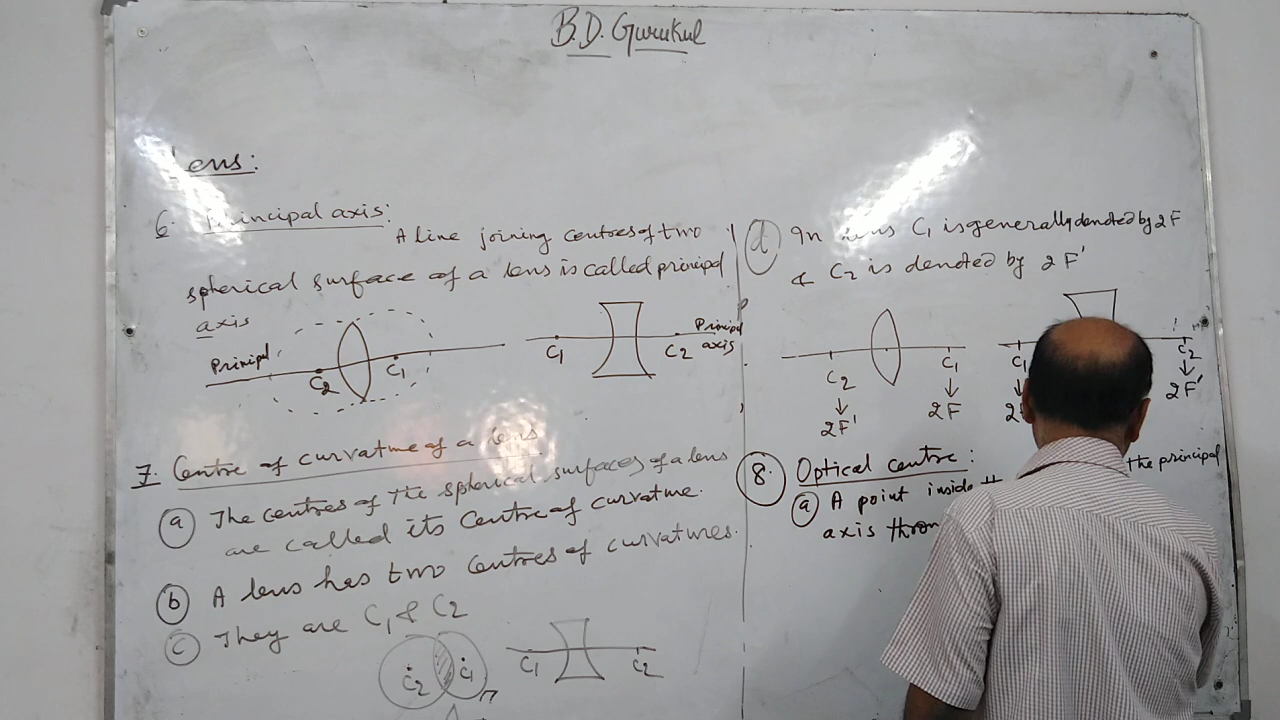 B.D. Gurukul
Lens:
6. Principal axis:
A line joining centres of two
spherical surface of a lens is called principal
axis
Principal
C2
C1
C1
C2
Principal
axis
7. Centre of curvature of a lens
(a) The centres of the spherical surfaces of a lens
are called its Centre of curvature.
(b) A lens has two Centres of curvatures.
(c) They are C1 & C2
C2
C1
C1
C2
(d) In lens C1 is generally denoted by 2F
& C2 is denoted by 2F'
C2
2F'
C1
2F
C1
C2
2F'
8. Optical centre:
(a) A point inside the principal
axis throu